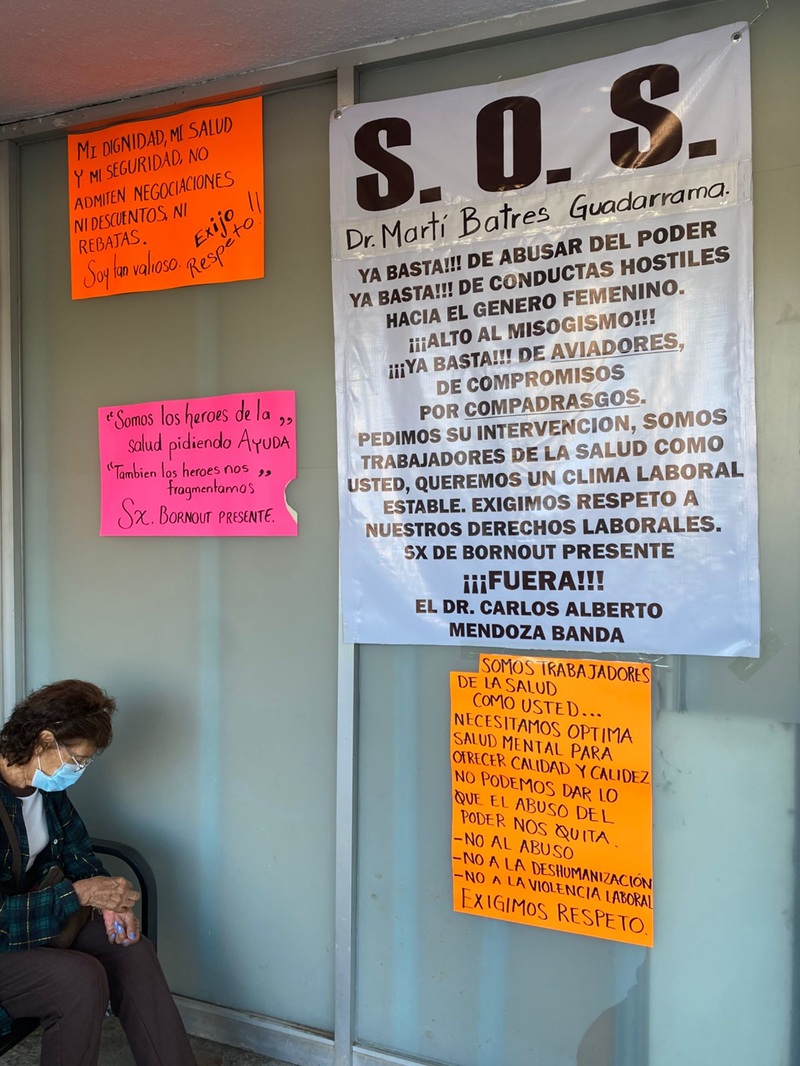 MI DIGNIDAD, MI SALUD
Y MI SEGURIDAD, NO
ADMITEN NEGOCIACIONES
NI DESCUENTOS, NI
REBAJAS.
Soy tan valioso.
Exijo
Respeto!!
"Somos los heroes de la
salud pidiendo AYUDA"
"Tambien los heroes nos
fragmentamos"
SX. BORNOUT PRESENTE.
S.O.S.
Dr. Martí Batres Guadarrama.
YA BASTA!!! DE ABUSAR DEL PODER
YA BASTA!!! DE CONDUCTAS HOSTILES
HACIA EL GENERO FEMENINO.
¡¡¡ALTO AL MISOGISMO!!!
¡¡¡YA BASTA!!! DE AVIADORES,
DE COMPROMISOS
POR COMPADRASGOS.
PEDIMOS SU INTERVENCION, SOMOS
TRABAJADORES DE LA SALUD COMO
USTED, QUEREMOS UN CLIMA LABORAL
ESTABLE. EXIGIMOS RESPETO A
NUESTROS DERECHOS LABORALES.
SX DE BORNOUT PRESENTE
¡¡¡FUERA!!!
EL DR. CARLOS ALBERTO
MENDOZA BANDA
SOMOS TRABAJADORES
DE LA SALUD
COMO USTED...
NECESITAMOS OPTIMA
SALUD MENTAL PARA
OFRECER CALIDAD Y CALIDEZ
NO PODEMOS DAR LO
QUE EL ABUSO DEL
PODER NOS QUITA.
-NO AL ABUSO
-NO A LA DESHUMANIZACIÓN
-NO A LA VIOLENCIA LABORAL
EXIGIMOS RESPETO.